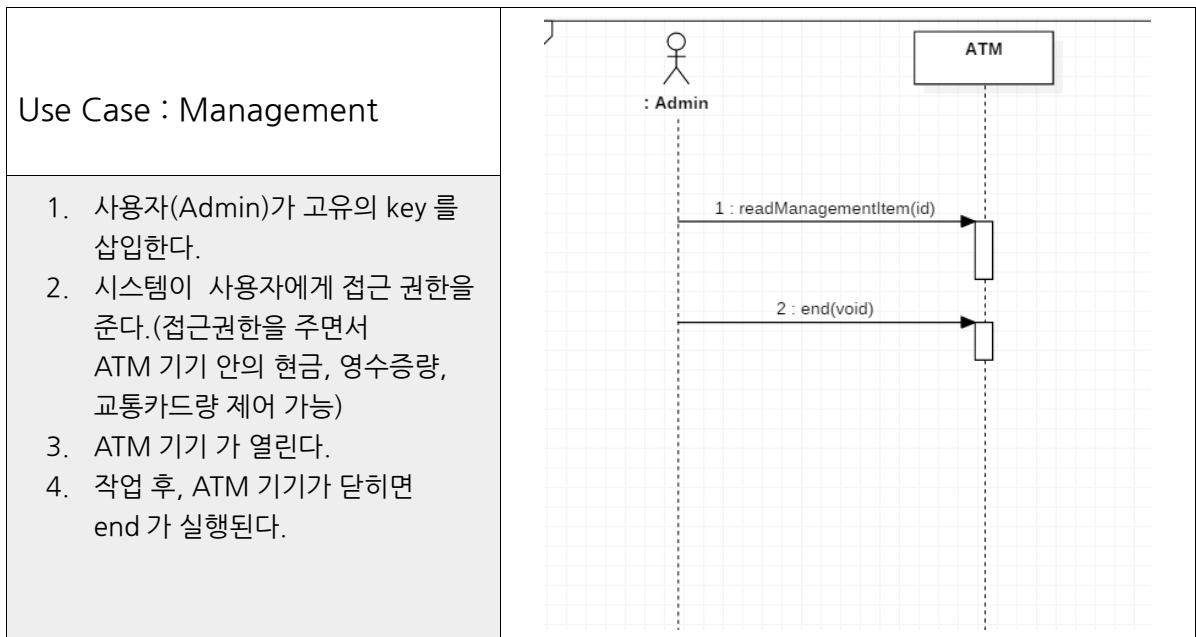 Use Case : Management
1. 사용자(Admin)가 고유의 key 를
삽입한다.
2. 시스템이 사용자에게 접근 권한을
준다.(접근권한을 주면서
ATM 기기 안의 현금, 영수증량,
교통카드량 제어 가능)
3. ATM 기기 가 열린다.
4. 작업 후, ATM 기기가 닫히면
end 가 실행된다.
: Admin
ATM
1 : readManagementItem(id)
2 : end(void)